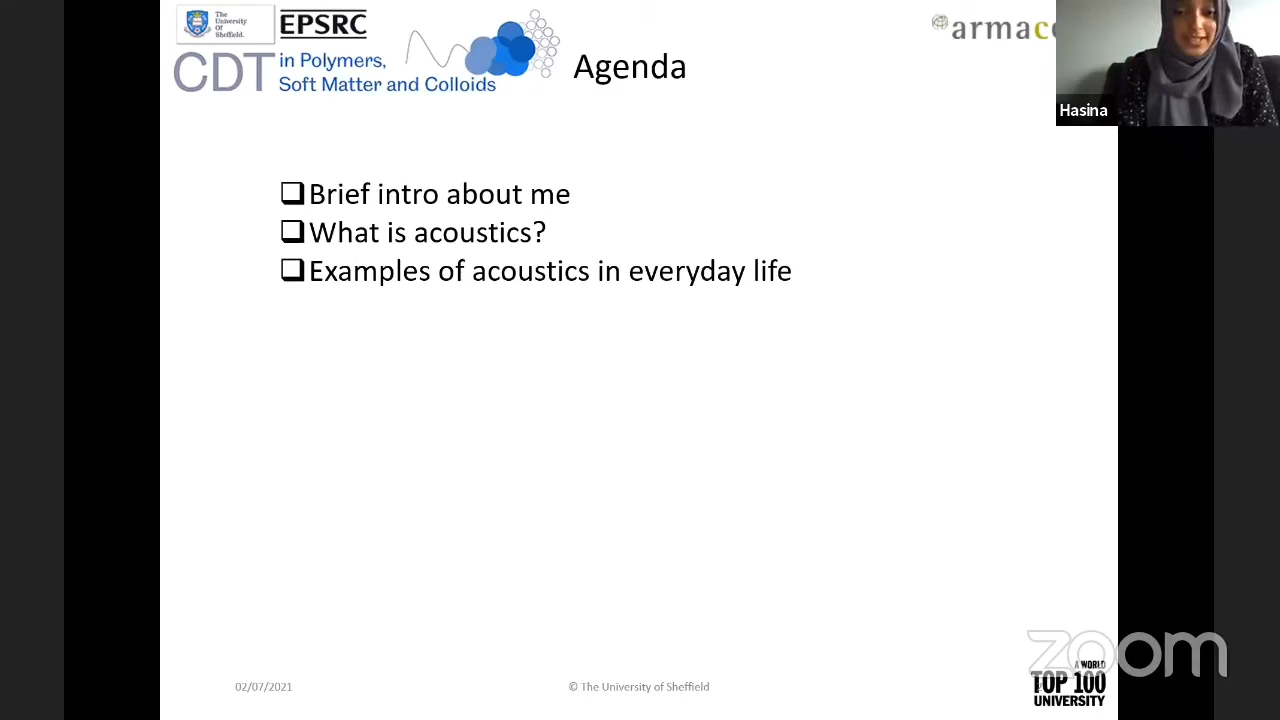 The
University
Of
Sheffield.
EPSRC
CDT
in Polymers,
Soft Matter and Colloids
Agenda
armac
Hasina
Brief intro about me
What is acoustics?
Examples of acoustics in everyday life
zoom
02/07/2021
© The University of Sheffield
A WORLD
TOP 100
UNIVERSITY